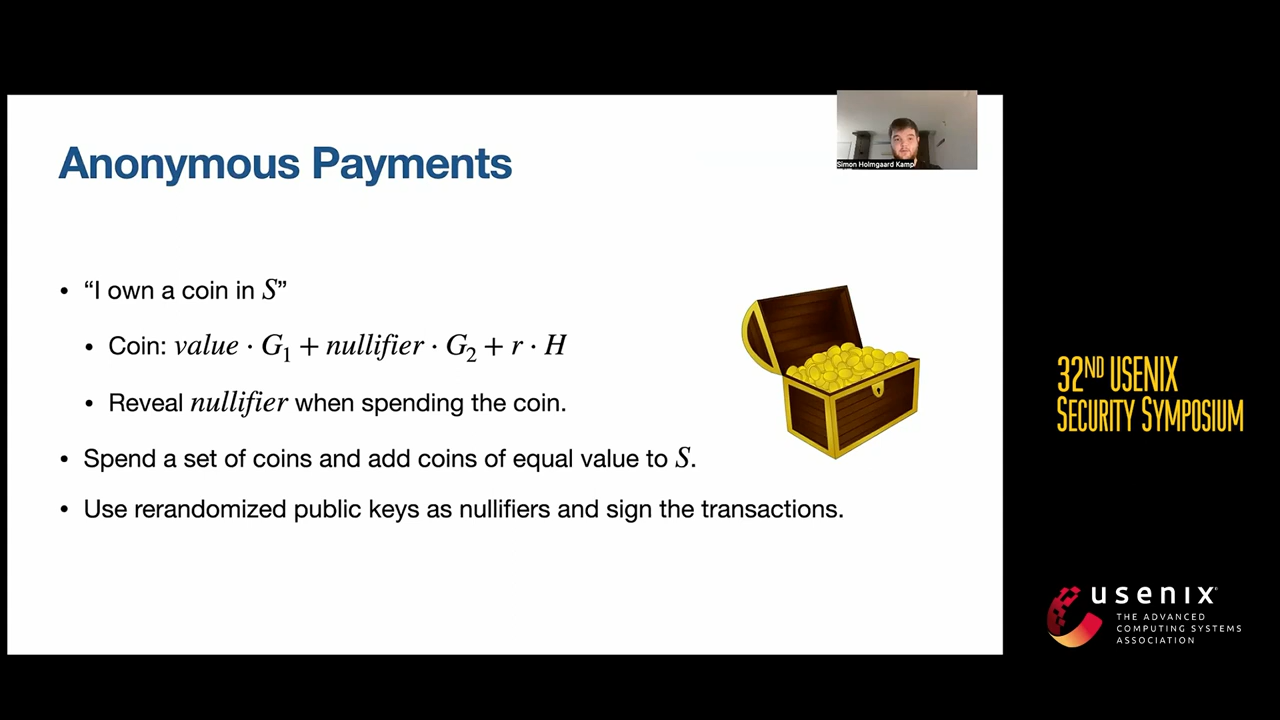 Anonymous Payments
Simon Holmgaard Kamp
• “I own a coin in S”
• Coin: value · G₁ + nullifier · G₂ + r · H
• Reveal nullifier when spending the coin.
• Spend a set of coins and add coins of equal value to S.
• Use rerandomized public keys as nullifiers and sign the transactions.
32ND USENIX
SECURITY SYMPOSIUM
usenix
THE ADVANCED
COMPUTING SYSTEMS
ASSOCIATION